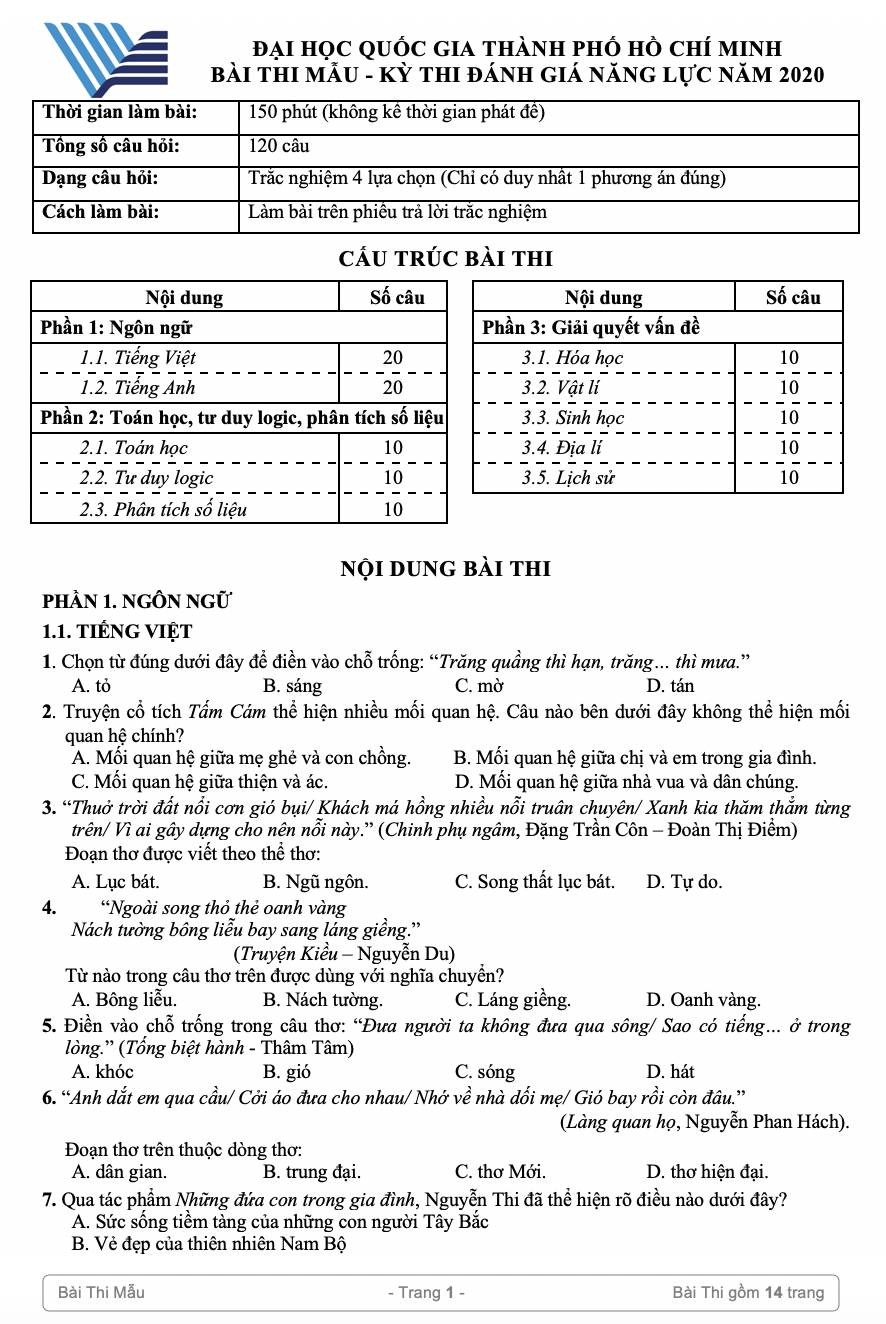 ĐẠI HỌC QUỐC GIA THÀNH PHỐ HỒ CHÍ MINH
BÀI THI MẪU - KỲ THI ĐÁNH GIÁ NĂNG LỰC NĂM 2020
Thời gian làm bài: 150 phút (không kể thời gian phát đề)
Tổng số câu hỏi: 120 câu
Dạng câu hỏi: Trắc nghiệm 4 lựa chọn (Chỉ có duy nhất 1 phương án đúng)
Cách làm bài: Làm bài trên phiếu trả lời trắc nghiệm
CẤU TRÚC BÀI THI
Nội dung Số câu
Phần 1: Ngôn ngữ
1.1. Tiếng Việt 20
1.2. Tiếng Anh 20
Phần 2: Toán học, tư duy logic, phân tích số liệu
2.1. Toán học 10
2.2. Tư duy logic 10
2.3. Phân tích số liệu 10
Nội dung Số câu
Phần 3: Giải quyết vấn đề
3.1. Hóa học 10
3.2. Vật lí 10
3.3. Sinh học 10
3.4. Địa lí 10
3.5. Lịch sử 10
NỘI DUNG BÀI THI
PHẦN 1. NGÔN NGỮ
1.1. TIẾNG VIỆT
1. Chọn từ đúng dưới đây để điền vào chỗ trống: “Trăng quầng thì hạn, trăng… thì mưa.”
A. tỏ B. sáng C. mờ D. tán
2. Truyện cổ tích Tấm Cám thể hiện nhiều mối quan hệ. Câu nào bên dưới đây không thể hiện mối
quan hệ chính?
A. Mối quan hệ giữa mẹ ghẻ và con chồng. B. Mối quan hệ giữa chị và em trong gia đình.
C. Mối quan hệ giữa thiện và ác. D. Mối quan hệ giữa nhà vua và dân chúng.
3. “Thuở trời đất nổi cơn gió bụi/ Khách má hồng nhiều nỗi truân chuyên/ Xanh kia thăm thẳm từng
trên/ Vì ai gây dựng cho nên nỗi này.” (Chinh phụ ngâm, Đặng Trần Côn – Đoàn Thị Điểm)
Đoạn thơ được viết theo thể thơ:
A. Lục bát. B. Ngũ ngôn. C. Song thất lục bát. D. Tự do.
4. “Ngoài song thỏ thẻ oanh vàng
Nách tường bông liễu bay sang láng giềng.”
(Truyện Kiều – Nguyễn Du)
Từ nào trong câu thơ trên được dùng với nghĩa chuyển?
A. Bông liễu. B. Nách tường. C. Láng giềng. D. Oanh vàng.
5. Điền vào chỗ trống trong câu thơ: “Đưa người ta không đưa qua sông/ Sao có tiếng… ở trong
lòng.” (Tống biệt hành - Thâm Tâm)
A. khóc B. gió C. sóng D. hát
6. “Anh dắt em qua cầu/ Cởi áo đưa cho nhau/ Nhớ về nhà dối mẹ/ Gió bay rồi còn đâu.”
(Làng quan họ, Nguyễn Phan Hách).
Đoạn thơ trên thuộc dòng thơ:
A. dân gian. B. trung đại. C. thơ Mới. D. thơ hiện đại.
7. Qua tác phẩm Những đứa con trong gia đình, Nguyễn Thi đã thể hiện rõ điều nào dưới đây?
A. Sức sống tiềm tàng của những con người Tây Bắc
B. Vẻ đẹp của thiên nhiên Nam Bộ
Bài Thi Mẫu - Trang 1 - Bài Thi gồm 14 trang